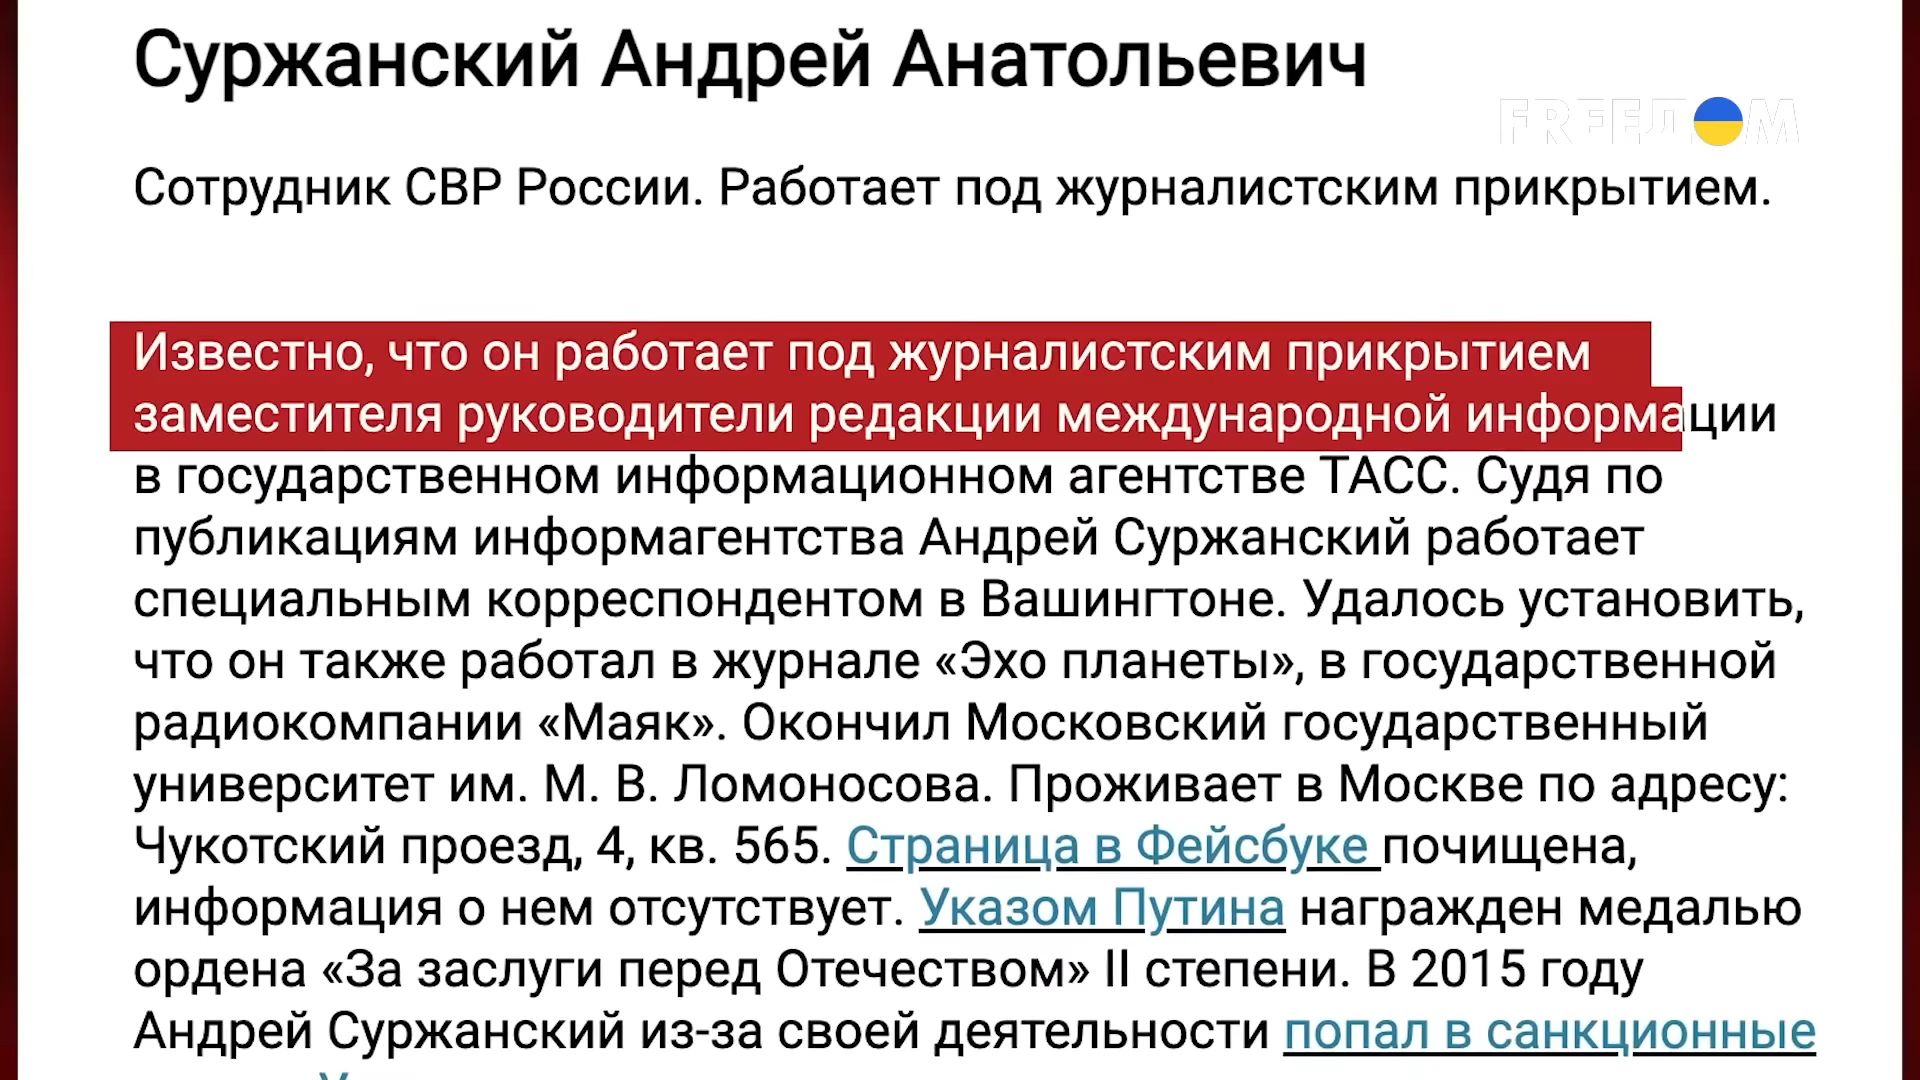 Суржанский Андрей Анатольевич
FREEДOM
Сотрудник СВР России. Работает под журналистским прикрытием.
Известно, что он работает под журналистским прикрытием
заместителя руководители редакции международной информации
в государственном информационном агентстве ТАСС. Судя по
публикациям информагентства Андрей Суржанский работает
специальным корреспондентом в Вашингтоне. Удалось установить,
что он также работал в журнале «Эхо планеты», в государственной
радиокомпании «Маяк». Окончил Московский государственный
университет им. М. В. Ломоносова. Проживает в Москве по адресу:
Чукотский проезд, 4, кв. 565. Страница в Фейсбуке почищена,
информация о нем отсутствует. Указом Путина награжден медалью
ордена «За заслуги перед Отечеством» II степени. В 2015 году
Андрей Суржанский из-за своей деятельности попал в санкционные